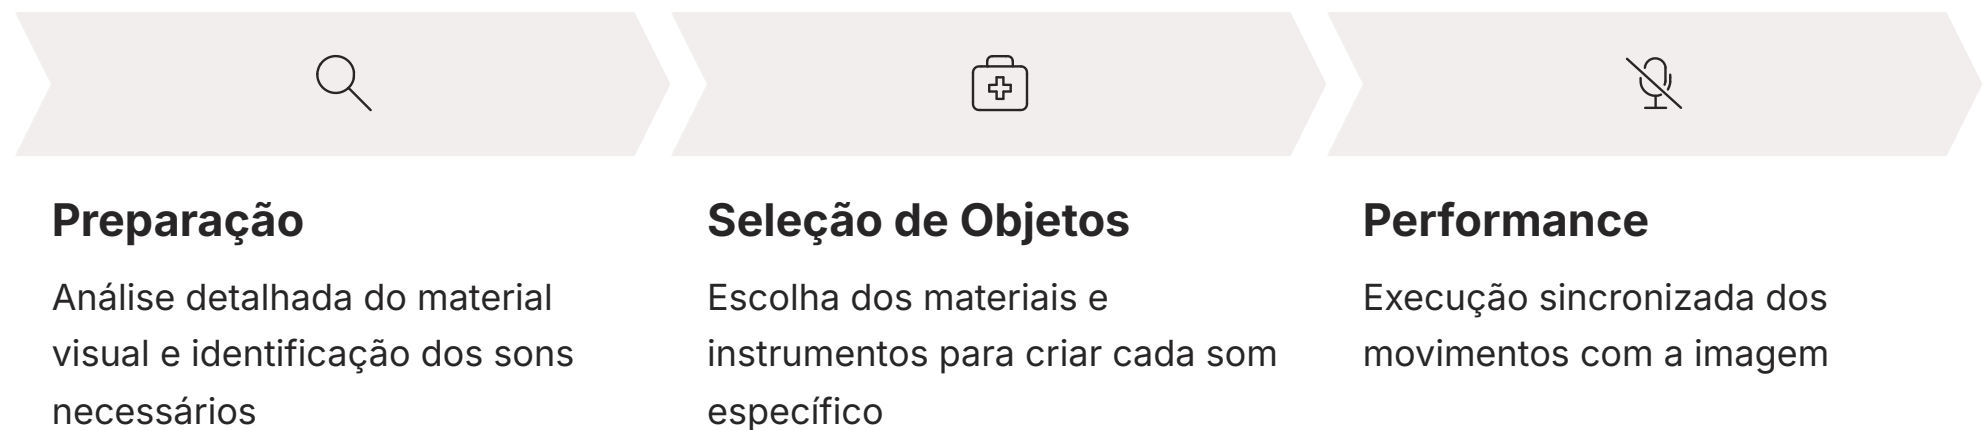 Preparação
Análise detalhada do material
visual e identificação dos sons
necessários
Seleção de Objetos
Escolha dos materiais e
instrumentos para criar cada som
específico
Performance
Execução sincronizada dos
movimentos com a imagem